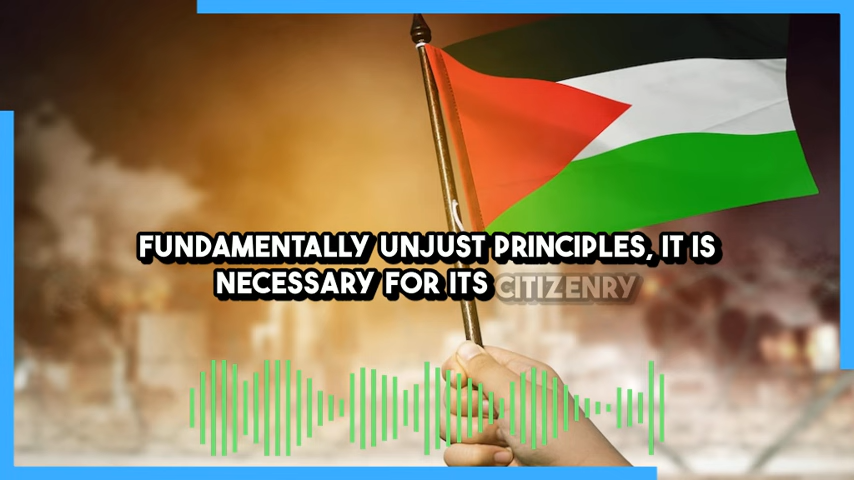 FUNDAMENTALLY UNJUST PRINCIPLES, IT IS
NECESSARY FOR ITS CITIZENRY